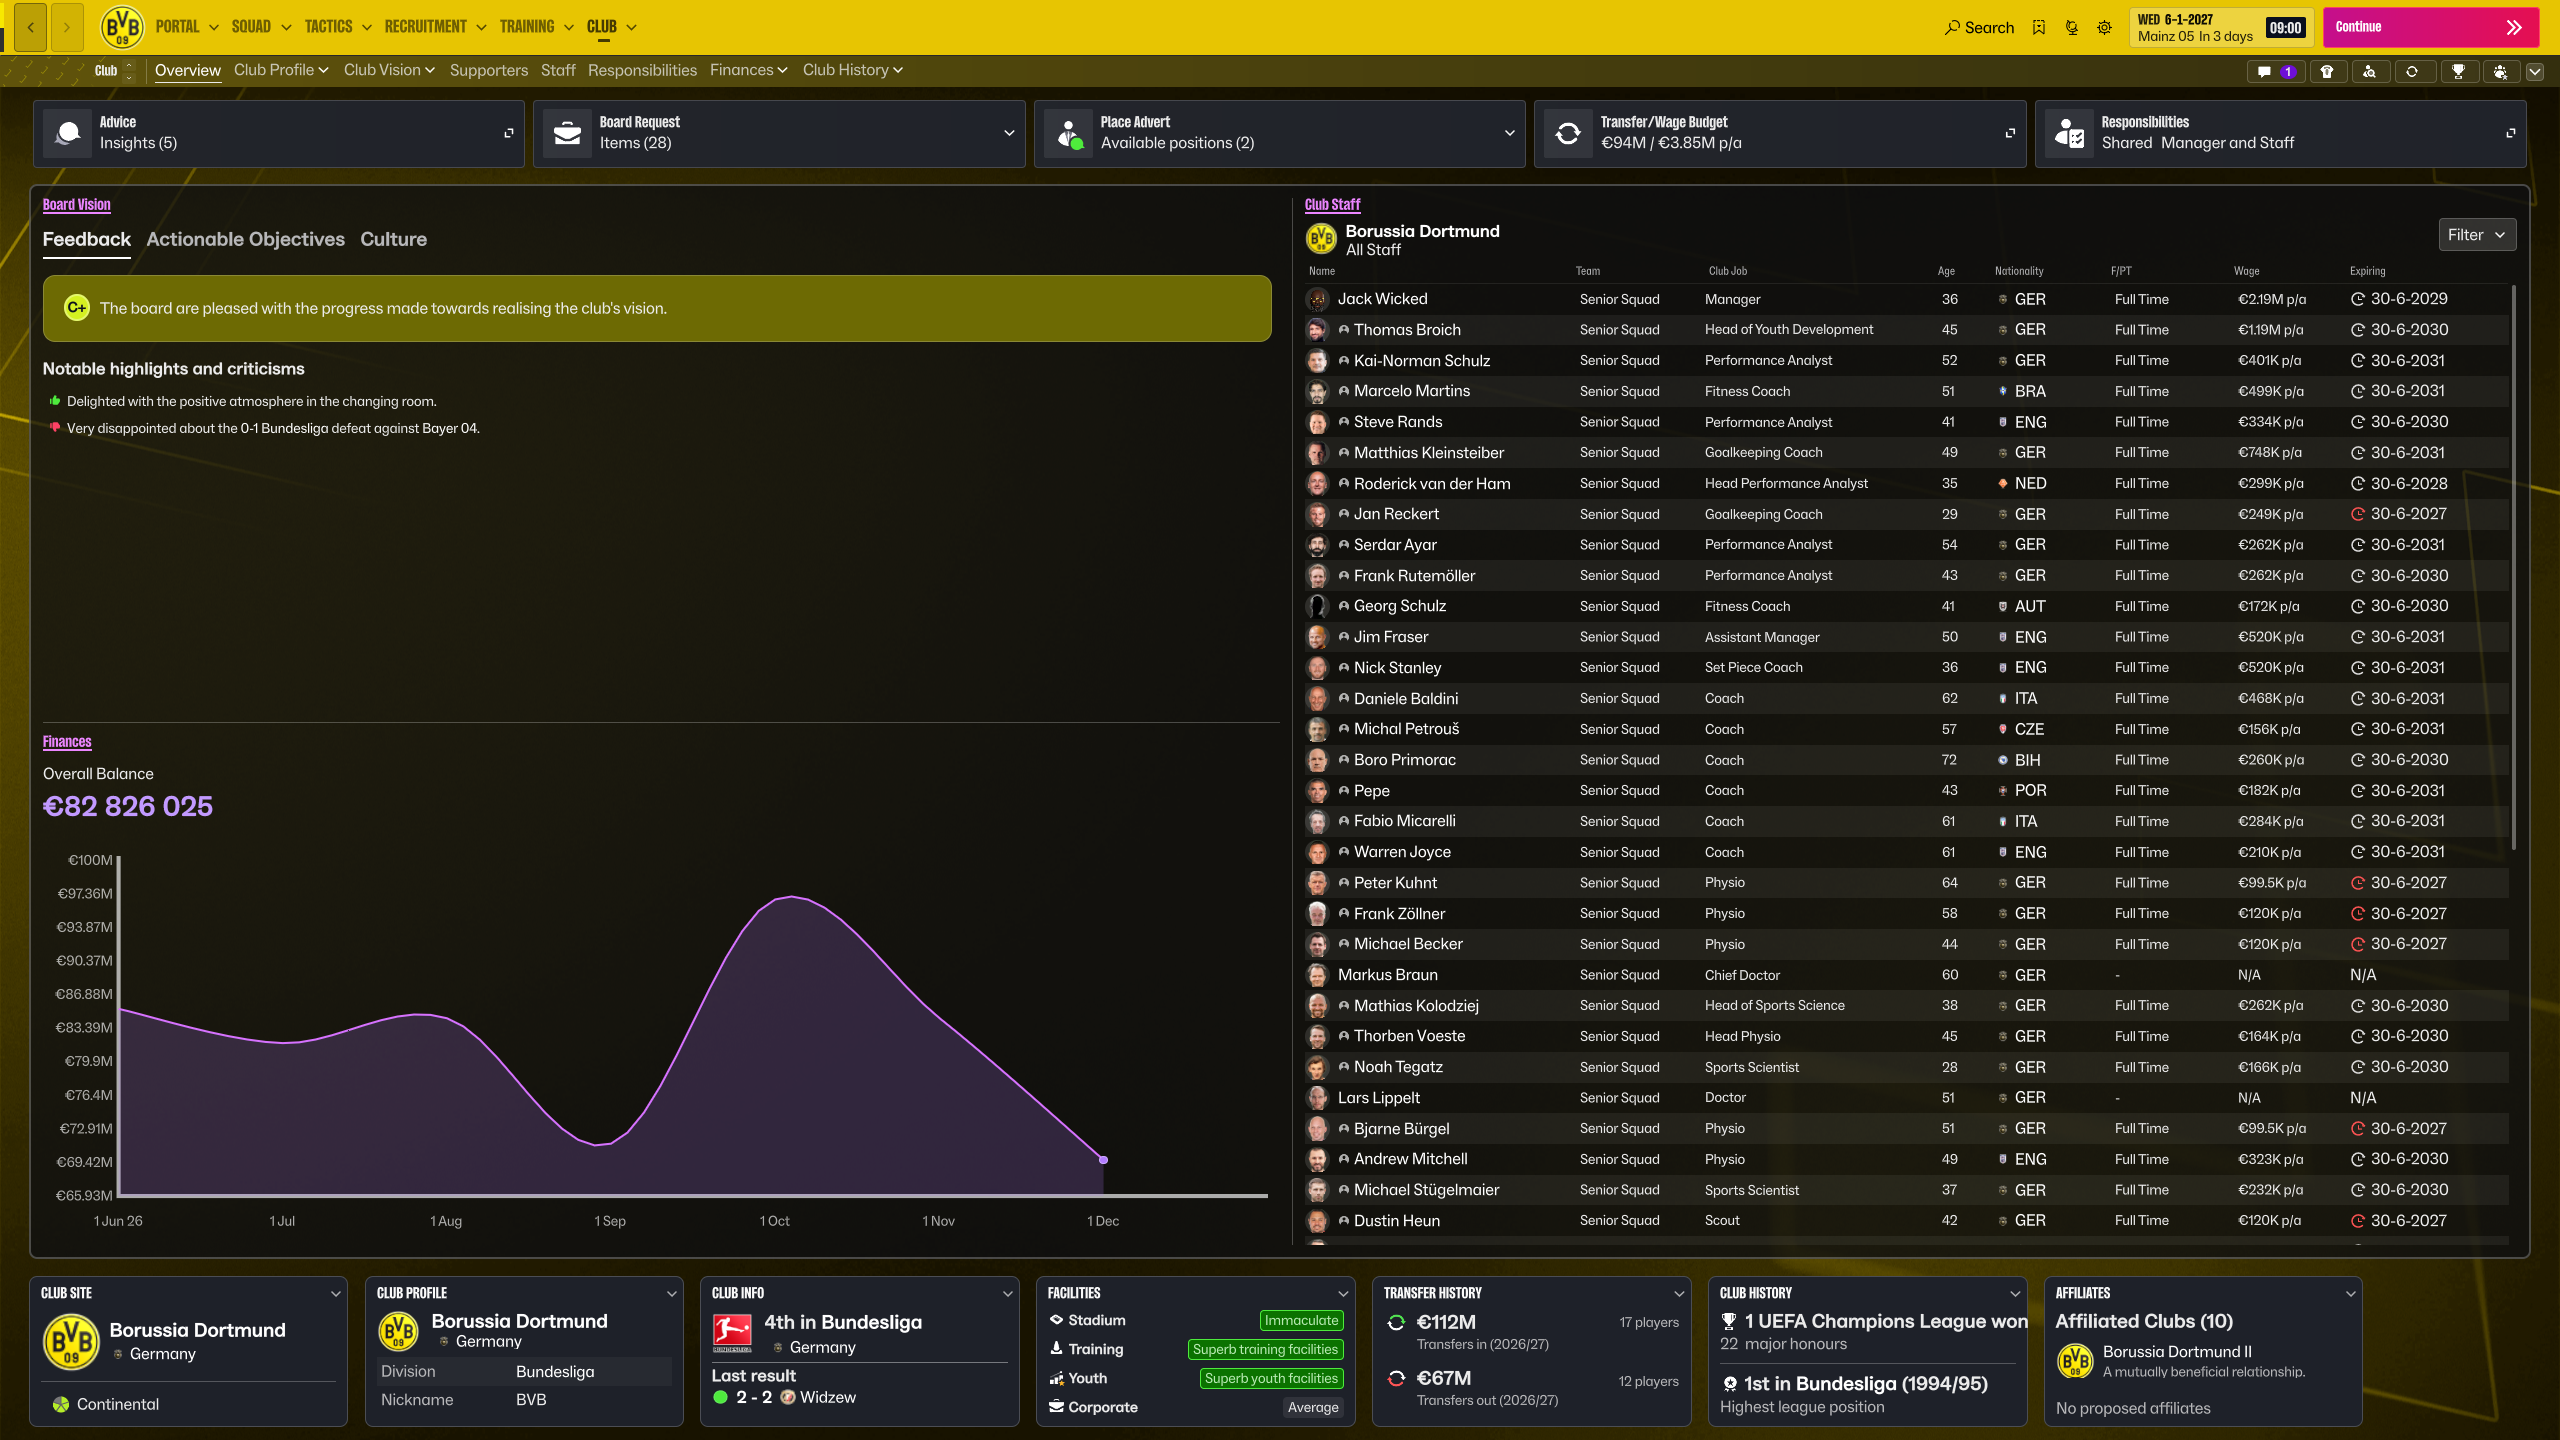 PORTAL SQUAD TACTICS RECRUITMENT TRAINING CLUB
Search
WED 6-1-2027
Mainz 05 In 3 days
09:00
Continue
Club Overview Club Profile Club Vision Supporters Staff Responsibilities Finances Club History
1
Advice
Insights (5)
Board Request
Items (28)
Place Advert
Available positions (2)
Transfer/Wage Budget
€94M / €3.85M p/a
Responsibilities
Shared Manager and Staff
Board Vision
Feedback Actionable Objectives Culture
C+ The board are pleased with the progress made towards realising the club's vision.
Notable highlights and criticisms
Delighted with the positive atmosphere in the changing room.
Very disappointed about the 0-1 Bundesliga defeat against Bayer 04.
Finances
Overall Balance
€82 826 025
€100M
€97.36M
€93.87M
€90.37M
€86.88M
€83.39M
€79.9M
€76.4M
€72.91M
€69.42M
€65.93M
1 Jun 26 1 Jul 1 Aug 1 Sep 1 Oct 1 Nov 1 Dec
Club Staff
Borussia Dortmund
All Staff
Filter
Name Team Club Job Age Nationality F/PT Wage Expiring
Jack Wicked Senior Squad Manager 36 GER Full Time €2.19M p/a 30-6-2029
Thomas Broich Senior Squad Head of Youth Development 45 GER Full Time €1.19M p/a 30-6-2030
Kai-Norman Schulz Senior Squad Performance Analyst 52 GER Full Time €401K p/a 30-6-2031
Marcelo Martins Senior Squad Fitness Coach 51 BRA Full Time €499K p/a 30-6-2031
Steve Rands Senior Squad Performance Analyst 41 ENG Full Time €334K p/a 30-6-2030
Matthias Kleinsteiber Senior Squad Goalkeeping Coach 49 GER Full Time €748K p/a 30-6-2031
Roderick van der Ham Senior Squad Head Performance Analyst 35 NED Full Time €299K p/a 30-6-2028
Jan Reckert Senior Squad Goalkeeping Coach 29 GER Full Time €249K p/a 30-6-2027
Serdar Ayar Senior Squad Performance Analyst 54 GER Full Time €262K p/a 30-6-2031
Frank Rutemöller Senior Squad Performance Analyst 43 GER Full Time €262K p/a 30-6-2030
Georg Schulz Senior Squad Fitness Coach 41 AUT Full Time €172K p/a 30-6-2030
Jim Fraser Senior Squad Assistant Manager 50 ENG Full Time €520K p/a 30-6-2031
Nick Stanley Senior Squad Set Piece Coach 36 ENG Full Time €520K p/a 30-6-2031
Daniele Baldini Senior Squad Coach 62 ITA Full Time €468K p/a 30-6-2031
Michal Petrouš Senior Squad Coach 57 CZE Full Time €156K p/a 30-6-2031
Boro Primorac Senior Squad Coach 72 BIH Full Time €260K p/a 30-6-2030
Pepe Senior Squad Coach 43 POR Full Time €182K p/a 30-6-2031
Fabio Micarelli Senior Squad Coach 61 ITA Full Time €284K p/a 30-6-2031
Warren Joyce Senior Squad Coach 61 ENG Full Time €210K p/a 30-6-2031
Peter Kuhnt Senior Squad Physio 64 GER Full Time €99.5K p/a 30-6-2027
Frank Zöllner Senior Squad Physio 58 GER Full Time €120K p/a 30-6-2027
Michael Becker Senior Squad Physio 44 GER Full Time €120K p/a 30-6-2027
Markus Braun Senior Squad Chief Doctor 60 GER - N/A N/A
Mathias Kolodziej Senior Squad Head of Sports Science 38 GER Full Time €262K p/a 30-6-2030
Thorben Voeste Senior Squad Head Physio 45 GER Full Time €164K p/a 30-6-2030
Noah Tegatz Senior Squad Sports Scientist 28 GER Full Time €166K p/a 30-6-2030
Lars Lippelt Senior Squad Doctor 51 GER - N/A N/A
Bjarne Bürgel Senior Squad Physio 51 GER Full Time €99.5K p/a 30-6-2027
Andrew Mitchell Senior Squad Physio 49 ENG Full Time €323K p/a 30-6-2030
Michael Stügelmaier Senior Squad Sports Scientist 37 GER Full Time €232K p/a 30-6-2030
Dustin Heun Senior Squad Scout 42 GER Full Time €120K p/a 30-6-2027
CLUB SITE
BVB 09
Borussia Dortmund
Germany
Continental
CLUB PROFILE
BVB 09
Borussia Dortmund
Germany
Division Bundesliga
Nickname BVB
CLUB INFO
BUNDESLIGA
4th in Bundesliga
Germany
Last result
2 - 2 Widzew
FACILITIES
Stadium Immaculate
Training Superb training facilities
Youth Superb youth facilities
Corporate Average
TRANSFER HISTORY
€112M 17 players
Transfers in (2026/27)
€67M 12 players
Transfers out (2026/27)
CLUB HISTORY
1 UEFA Champions League won
22 major honours
1st in Bundesliga (1994/95)
Highest league position
AFFILIATES
Affiliated Clubs (10)
BVB 09
Borussia Dortmund II
A mutually beneficial relationship.
No proposed affiliates